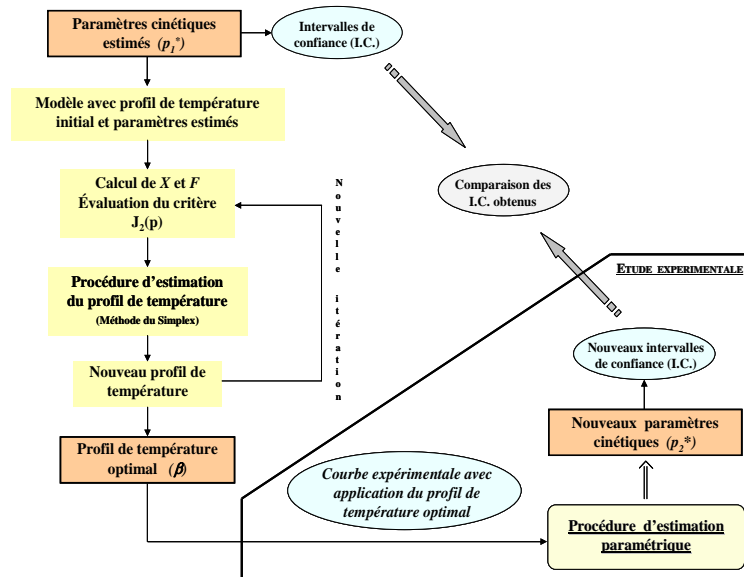 Paramètres cinétiques
estimés (p₁*)
Intervalles de
confiance (I.C.)
Modèle avec profil de température
initial et paramètres estimés
Calcul de X et F
Évaluation du critère
J₂(p)
Nouvelle itération
Comparaison des
I.C. obtenus
Procédure d'estimation
du profil de température
(Méthode du Simplex)
ETUDE EXPERIMENTALE
Nouveau profil de
température
Nouveaux intervalles
de confiance (I.C.)
Nouveaux paramètres
cinétiques (p₂*)
Profil de température
optimal (β)
Courbe expérimentale avec
application du profil de
température optimal
Procédure d'estimation
paramétrique